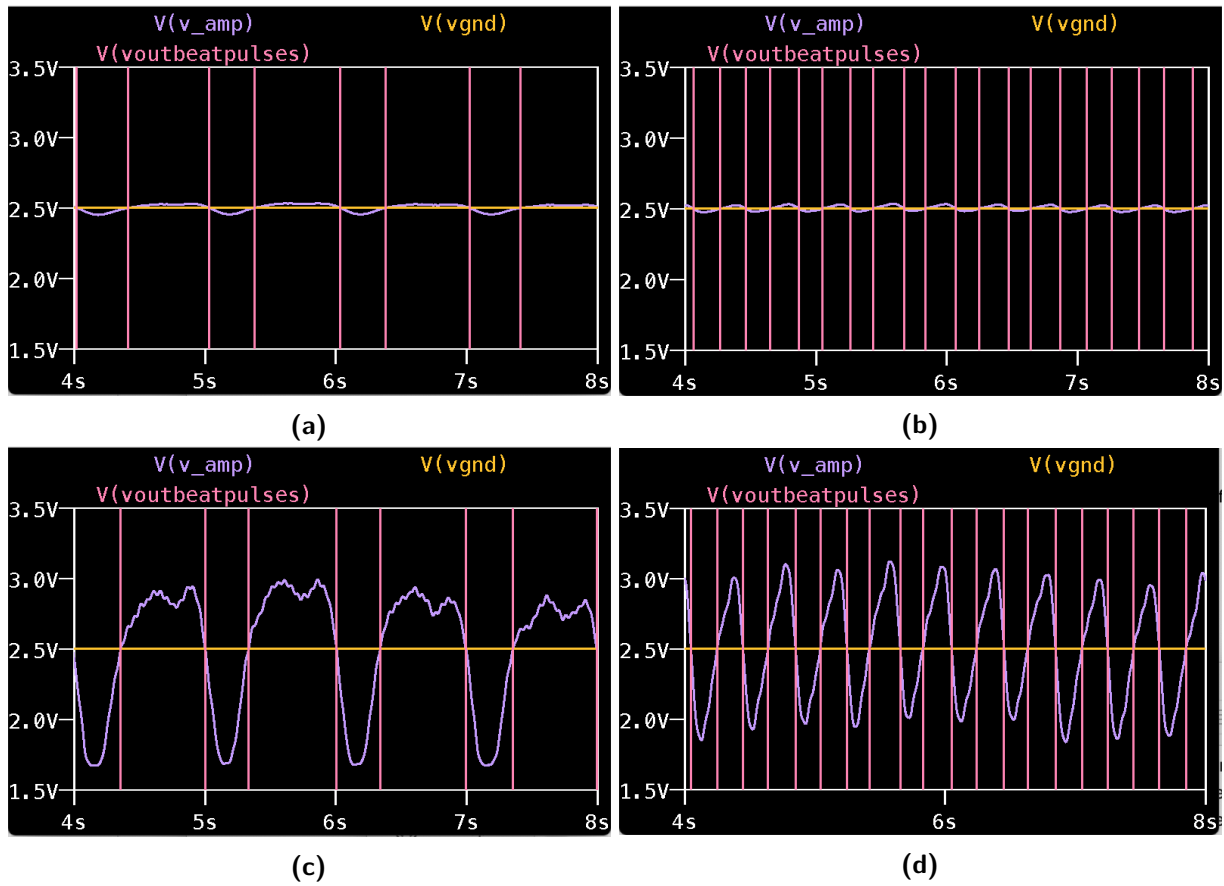 V(v_amp) V(vgnd)
V(voutbeatpulses)
3.5V
3.0V
2.5V
2.0V
1.5V
4s 5s 6s 7s 8s
(a)
V(v_amp) V(vgnd)
V(voutbeatpulses)
3.5V
3.0V
2.5V
2.0V
1.5V
4s 5s 6s 7s 8s
(b)
V(v_amp) V(vgnd)
V(voutbeatpulses)
3.5V
3.0V
2.5V
2.0V
1.5V
4s 5s 6s 7s 8s
(c)
V(v_amp) V(vgnd)
V(voutbeatpulses)
3.5V
3.0V
2.5V
2.0V
1.5V
4s 6s 8s
(d)